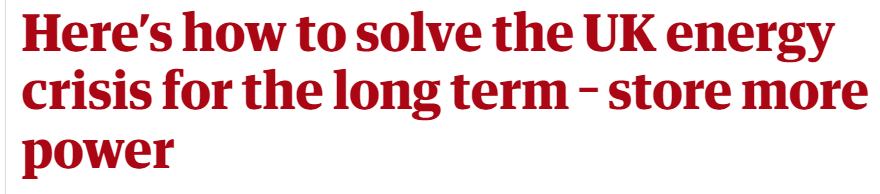 Here’s how to solve the UK energy
crisis for the long term – store more
power